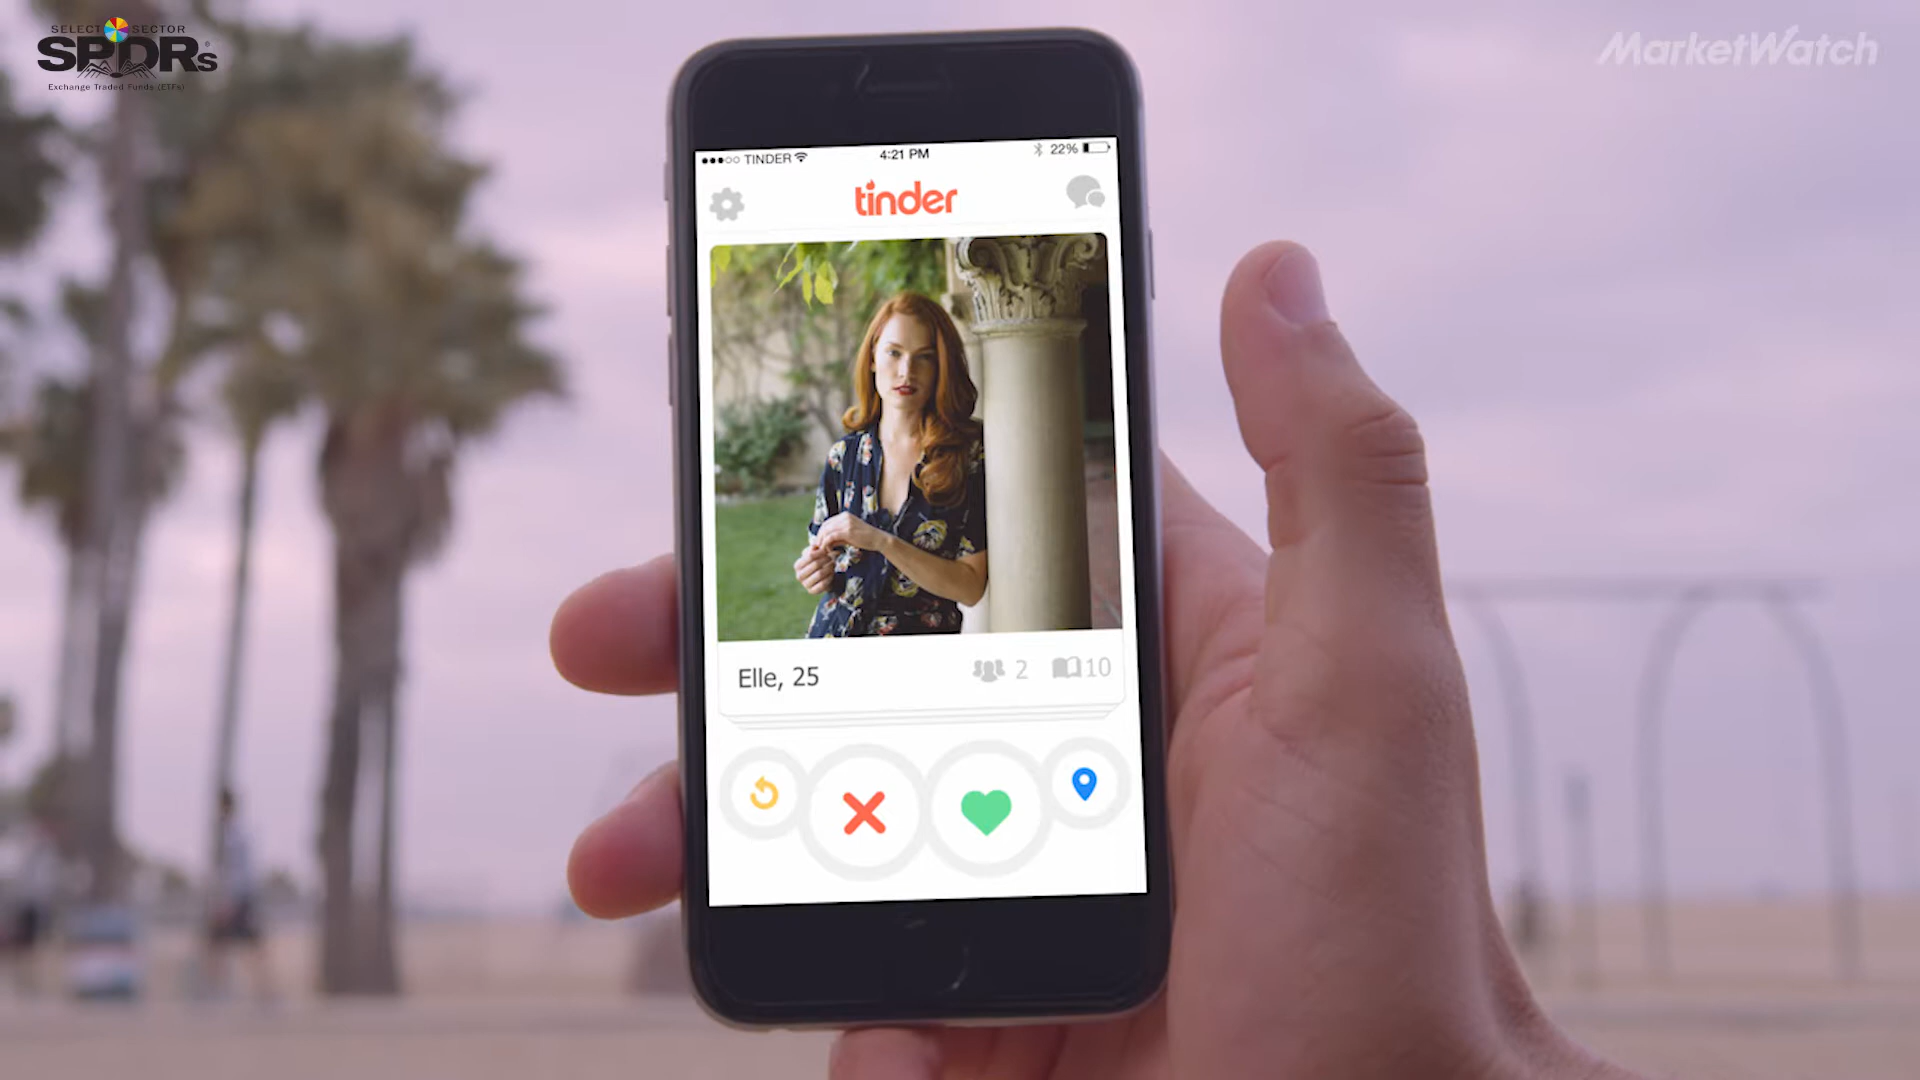 SELECT SECTOR
SPDRs
Exchange Traded Funds (ETFs)
MarketWatch
TINDER
4:21 PM
22%
tinder
Elle, 25
2
10